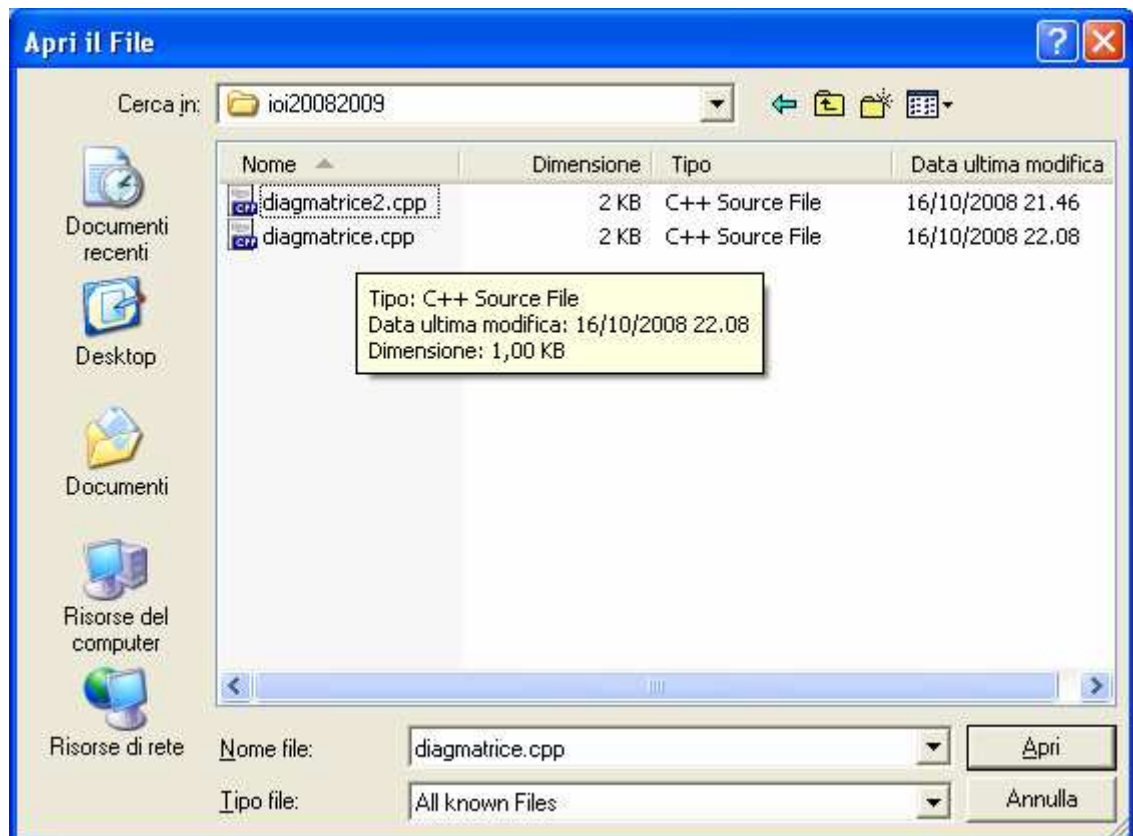 Apri il File
Cerca in: ioi20082009
Nome Dimensione Tipo Data ultima modifica
diagmatrice2.cpp 2 KB C++ Source File 16/10/2008 21.46
diagmatrice.cpp 2 KB C++ Source File 16/10/2008 22.08
Tipo: C++ Source File
Data ultima modifica: 16/10/2008 22.08
Dimensione: 1,00 KB
Documenti
recenti
Desktop
Documenti
Risorse del
computer
Risorse di rete
Nome file: diagmatrice.cpp Apri
Tipo file: All known Files Annulla